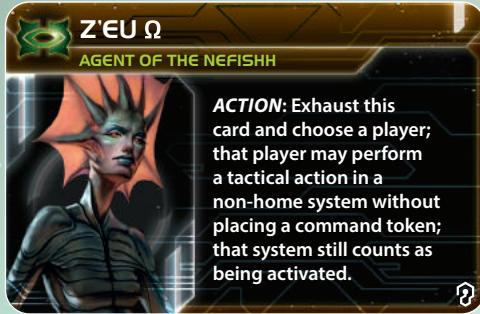 Z'EU Ω
AGENT OF THE NEFISHH
ACTION: Exhaust this
card and choose a player;
that player may perform
a tactical action in a
non-home system without
placing a command token;
that system still counts as
being activated.